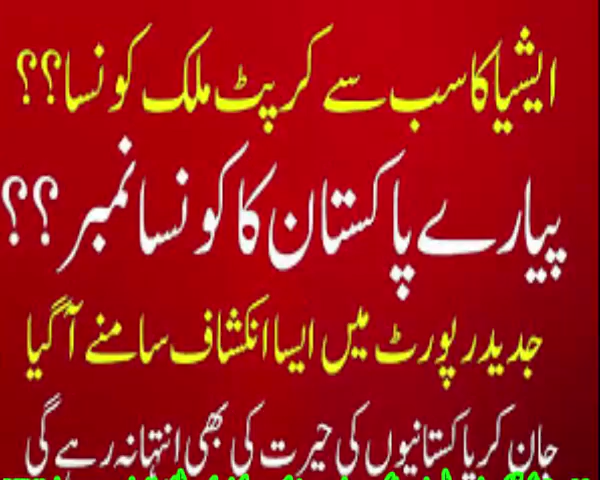 ایشیا کا سب سے کرپٹ ملک کونسا؟؟
پیارے پاکستان کا کونسا نمبر؟؟
جدید رپورٹ میں ایسا انکشاف سامنے آگیا
جان کر پاکستانیوں کی حیرت کی بھی انتہا نہ رہے گی